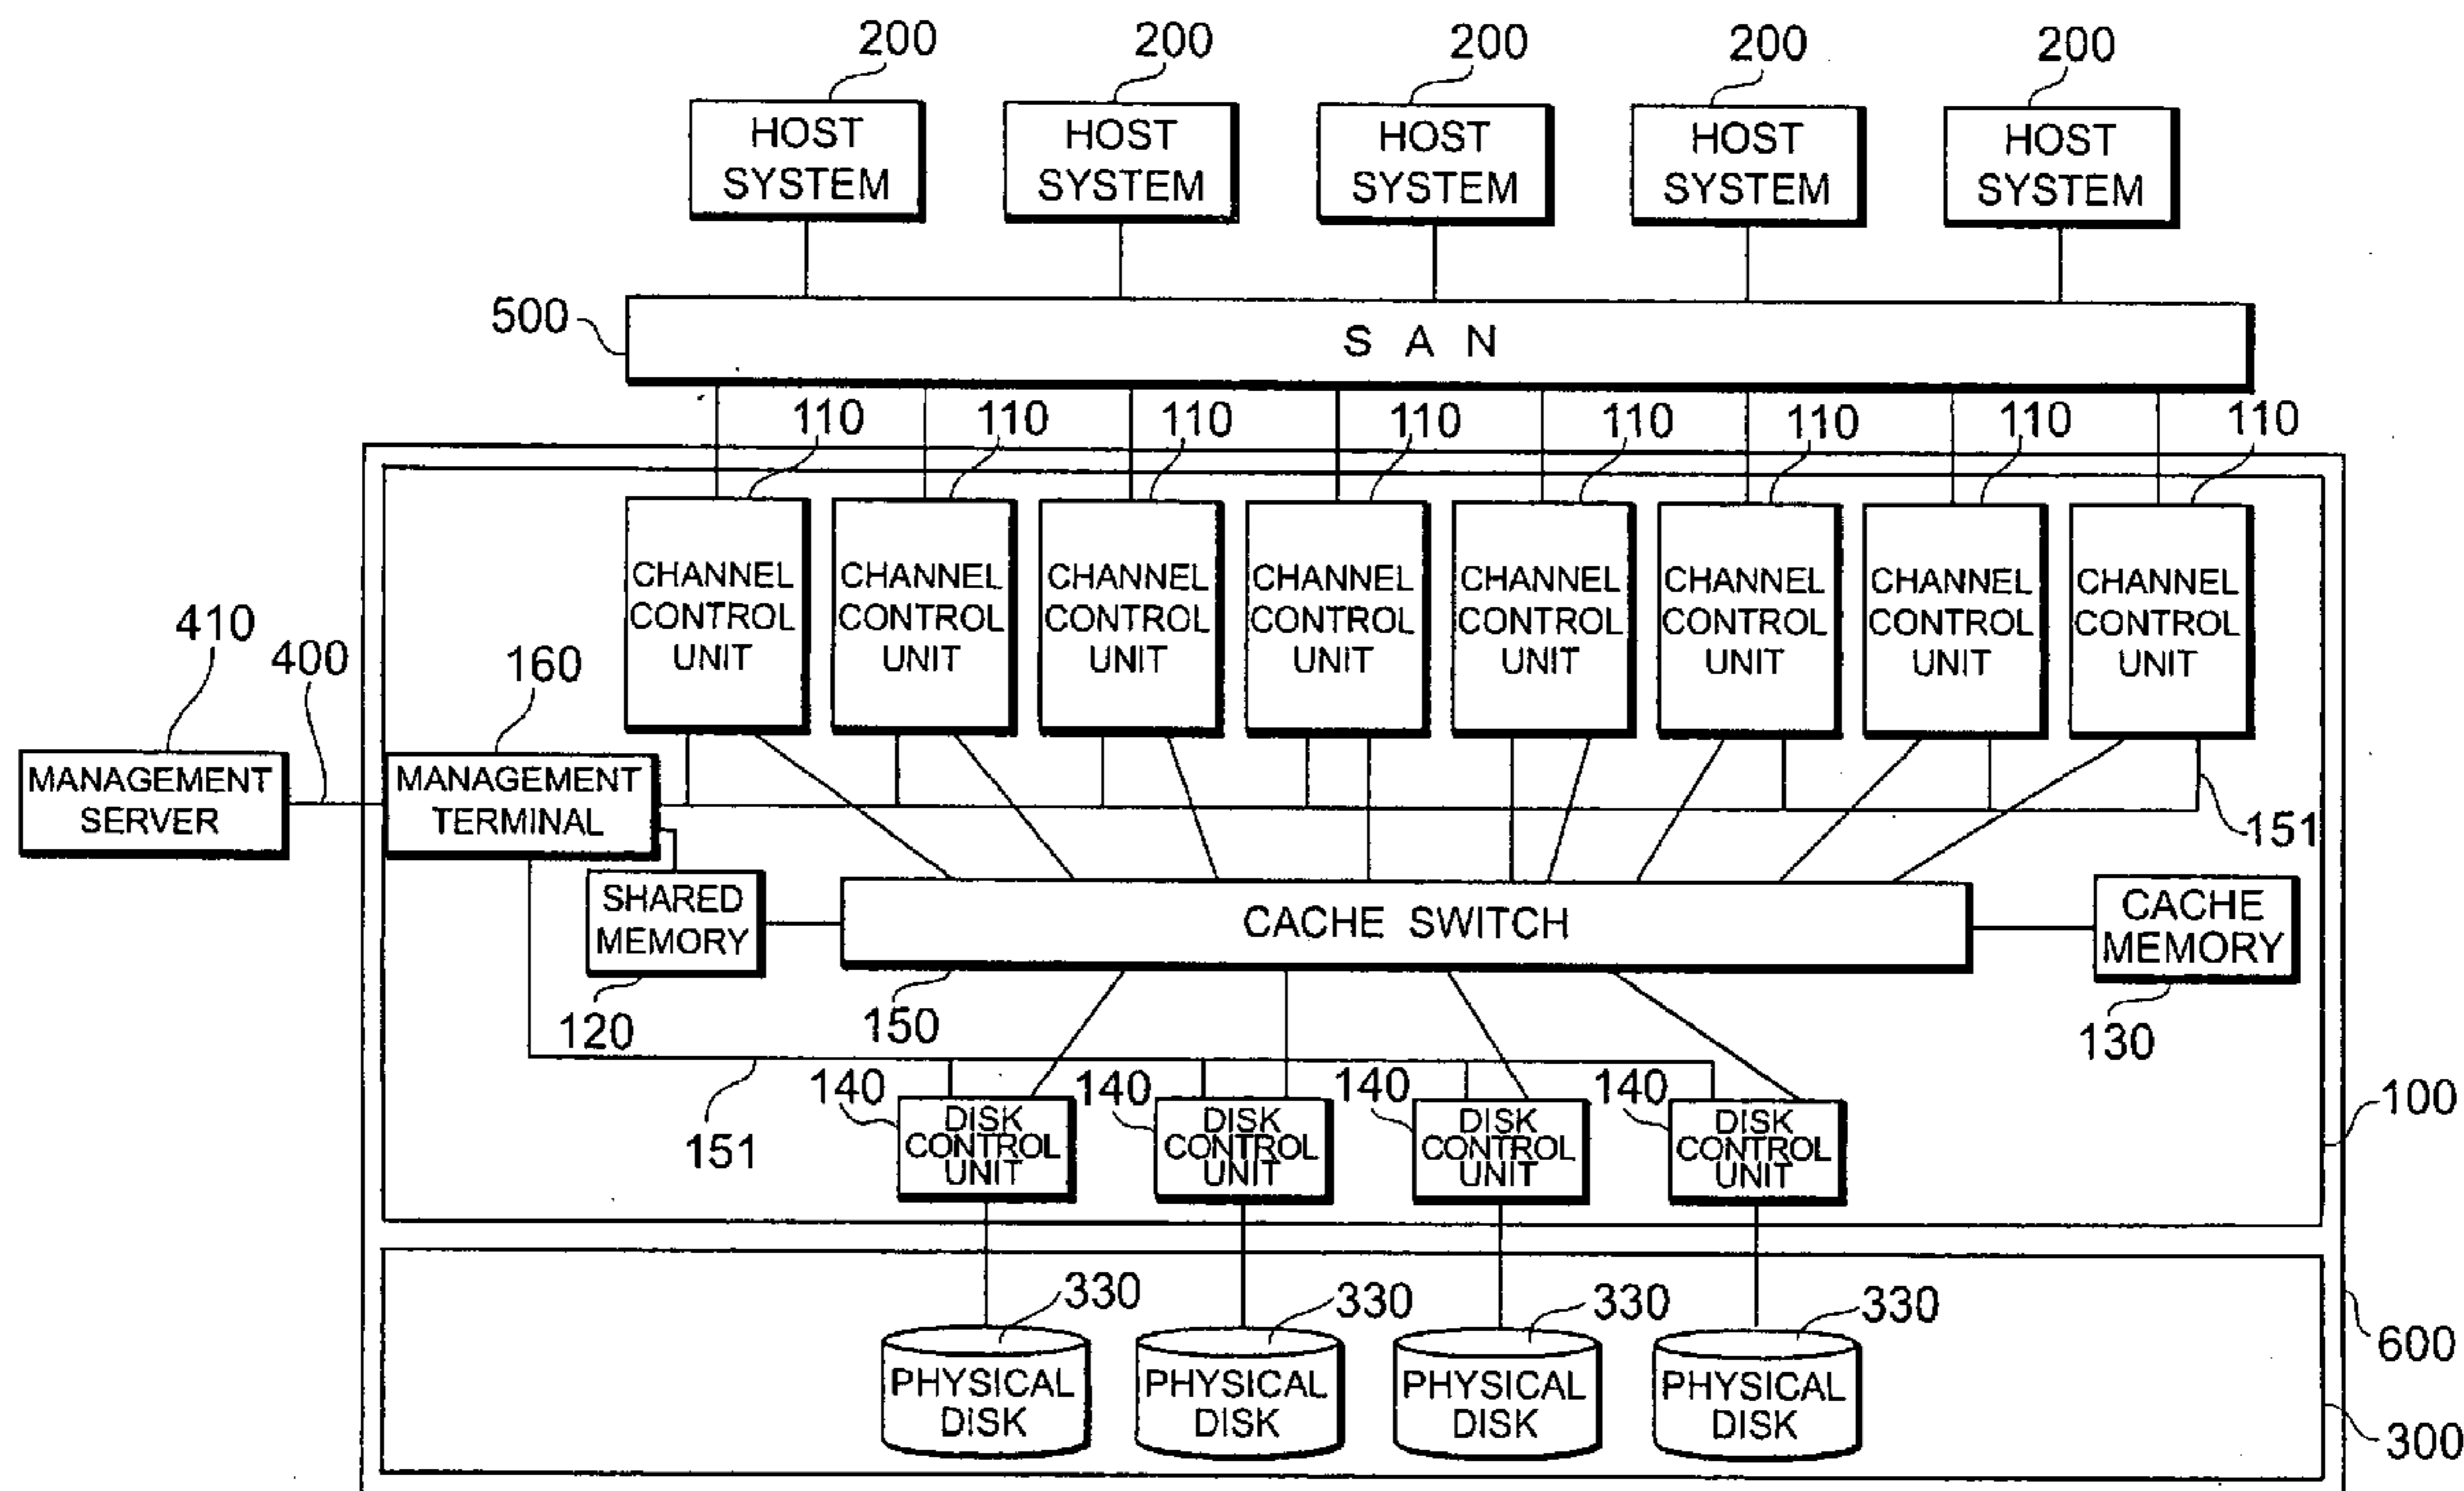 200 200 200 200 200
HOST SYSTEM
HOST SYSTEM
HOST SYSTEM
HOST SYSTEM
HOST SYSTEM
500
S A N
110 110 110 110 110 110 110 110
CHANNEL CONTROL UNIT
CHANNEL CONTROL UNIT
CHANNEL CONTROL UNIT
CHANNEL CONTROL UNIT
CHANNEL CONTROL UNIT
CHANNEL CONTROL UNIT
CHANNEL CONTROL UNIT
CHANNEL CONTROL UNIT
410
400
160
MANAGEMENT SERVER
MANAGEMENT TERMINAL
151
SHARED MEMORY
CACHE SWITCH
CACHE MEMORY
120
150
130
151
140 140 140 140
DISK CONTROL UNIT
DISK CONTROL UNIT
DISK CONTROL UNIT
DISK CONTROL UNIT
100
330 330 330 330
PHYSICAL DISK
PHYSICAL DISK
PHYSICAL DISK
PHYSICAL DISK
600
300